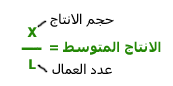 حجم الانتاج
X
الانتاج المتوسط =
L
عدد العمال